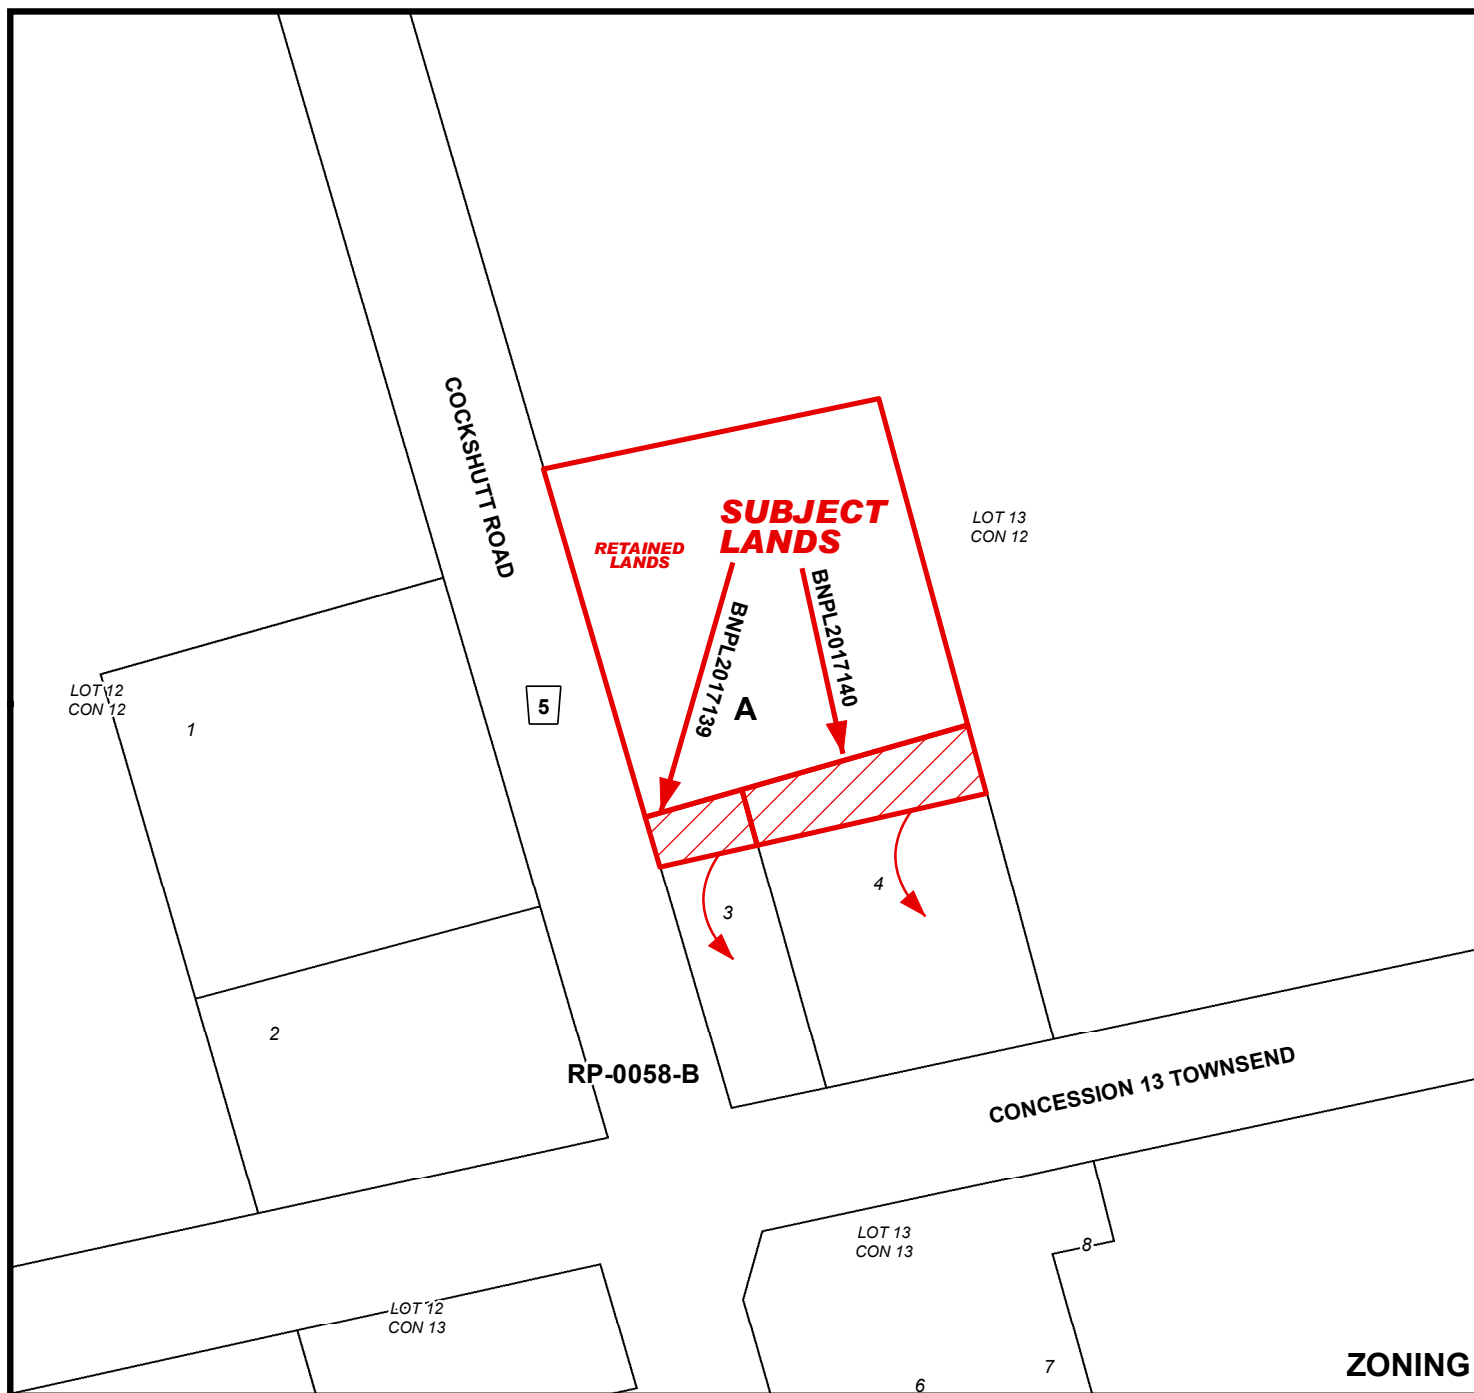 COCKSHUTT ROAD
SUBJECT
LANDS
RETAINED
LANDS
LOT 13
CON 12
BNPL2017139
BNPL2017140
A
LOT 12
CON 12
1
5
3
4
2
RP-0058-B
CONCESSION 13 TOWNSEND
LOT 13
CON 13
8
LOT 12
CON 13
7
6
ZONING